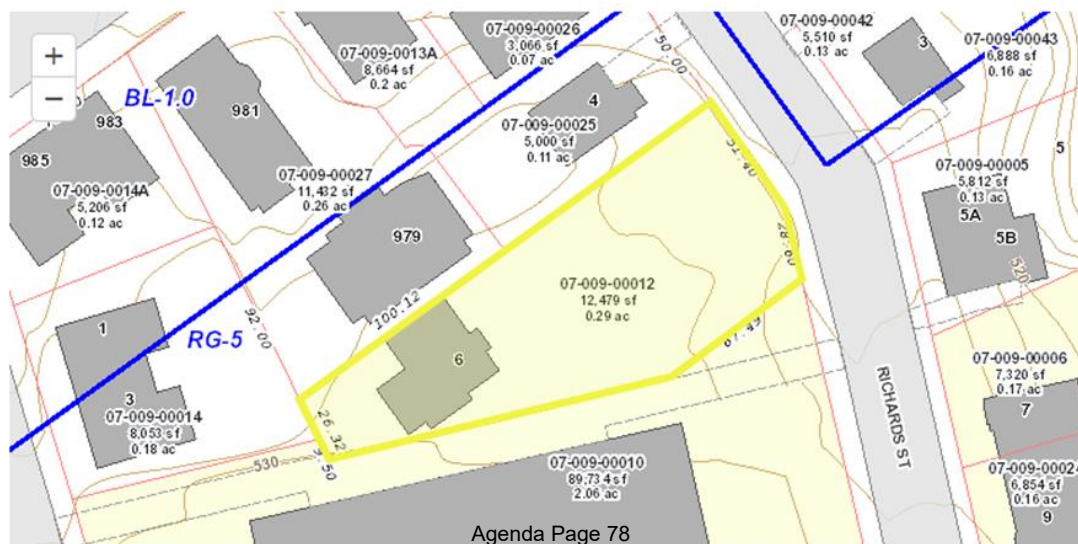 +
−
BL-1.0
983
985
07-009-0014A
5,206 sf
0.12 ac
981
07-009-0013A
8,664 sf
0.2 ac
07-009-00026
3,066 sf
0.07 ac
50.00
07-009-00042
5,510 sf
0.13 ac
3
07-009-00043
6,888 sf
0.16 ac
4
07-009-00025
5,000 sf
0.11 ac
07-009-00027
11,432 sf
0.26 ac
979
51.40
28.60
07-009-00005
5,812 sf
0.13 ac
5
5A
5B
520
07-009-00012
12,479 sf
0.29 ac
100.12
92.00
RG-5
1
3
07-009-00014
8,053 sf
0.18 ac
6
67.49
26.32
9.50
530
07-009-00010
89,734 sf
2.06 ac
RICHARDS ST
07-009-00006
7,320 sf
0.17 ac
7
07-009-00024
6,854 sf
0.16 ac
9
Agenda Page 78